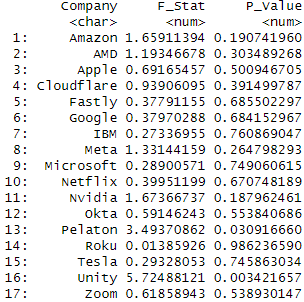 Company F_Stat P_Value
<char> <num> <num>
1: Amazon 1.65911394 0.190741960
2: AMD 1.19346678 0.303489268
3: Apple 0.69165457 0.500946705
4: Cloudflare 0.93906095 0.391499787
5: Fastly 0.37791155 0.685502297
6: Google 0.37970288 0.684152967
7: IBM 0.27336955 0.760869047
8: Meta 1.33144159 0.264798293
9: Microsoft 0.28900571 0.749060615
10: Netflix 0.39951199 0.670748189
11: Nvidia 1.67366737 0.187962461
12: Okta 0.59146243 0.553840686
13: Pelaton 3.49370862 0.030916660
14: Roku 0.01385926 0.986236590
15: Tesla 0.29328053 0.745863034
16: Unity 5.72488121 0.003421657
17: Zoom 0.61858943 0.538930147